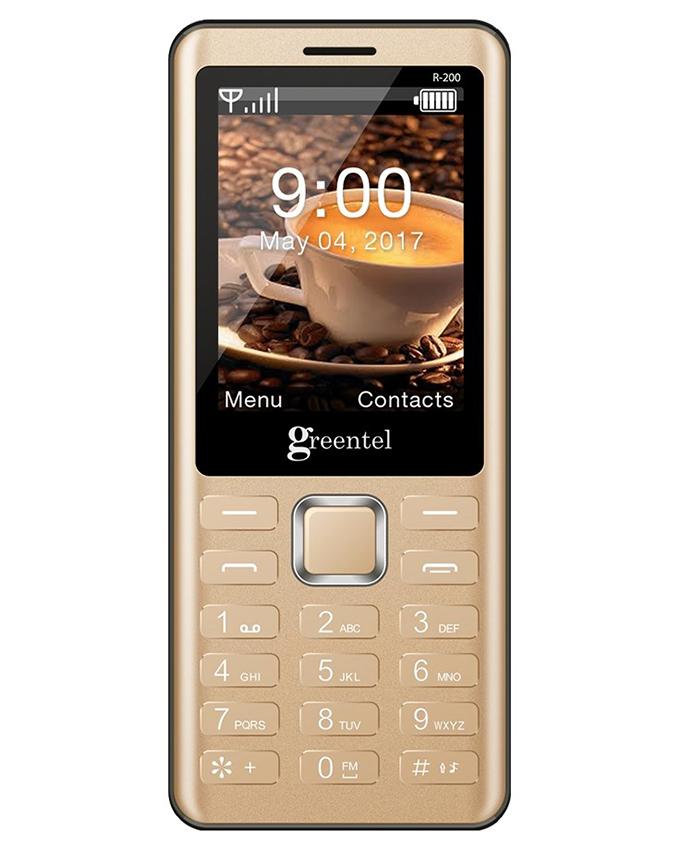 R-200
9:00
May 04, 2017
Menu Contacts
greentel
1 2 ABC 3 DEF
4 GHI 5 JKL 6 MNO
7 PQRS 8 TUV 9 WXYZ
* + 0 FM #